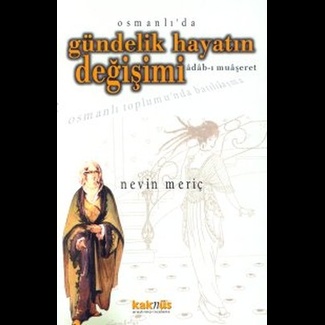 osmanlı'da
gündelik hayatın
değişimi
âdâb-ı muâşeret
osmanlı toplumu'nda batılılaşma
nevin meriç
kaknüs